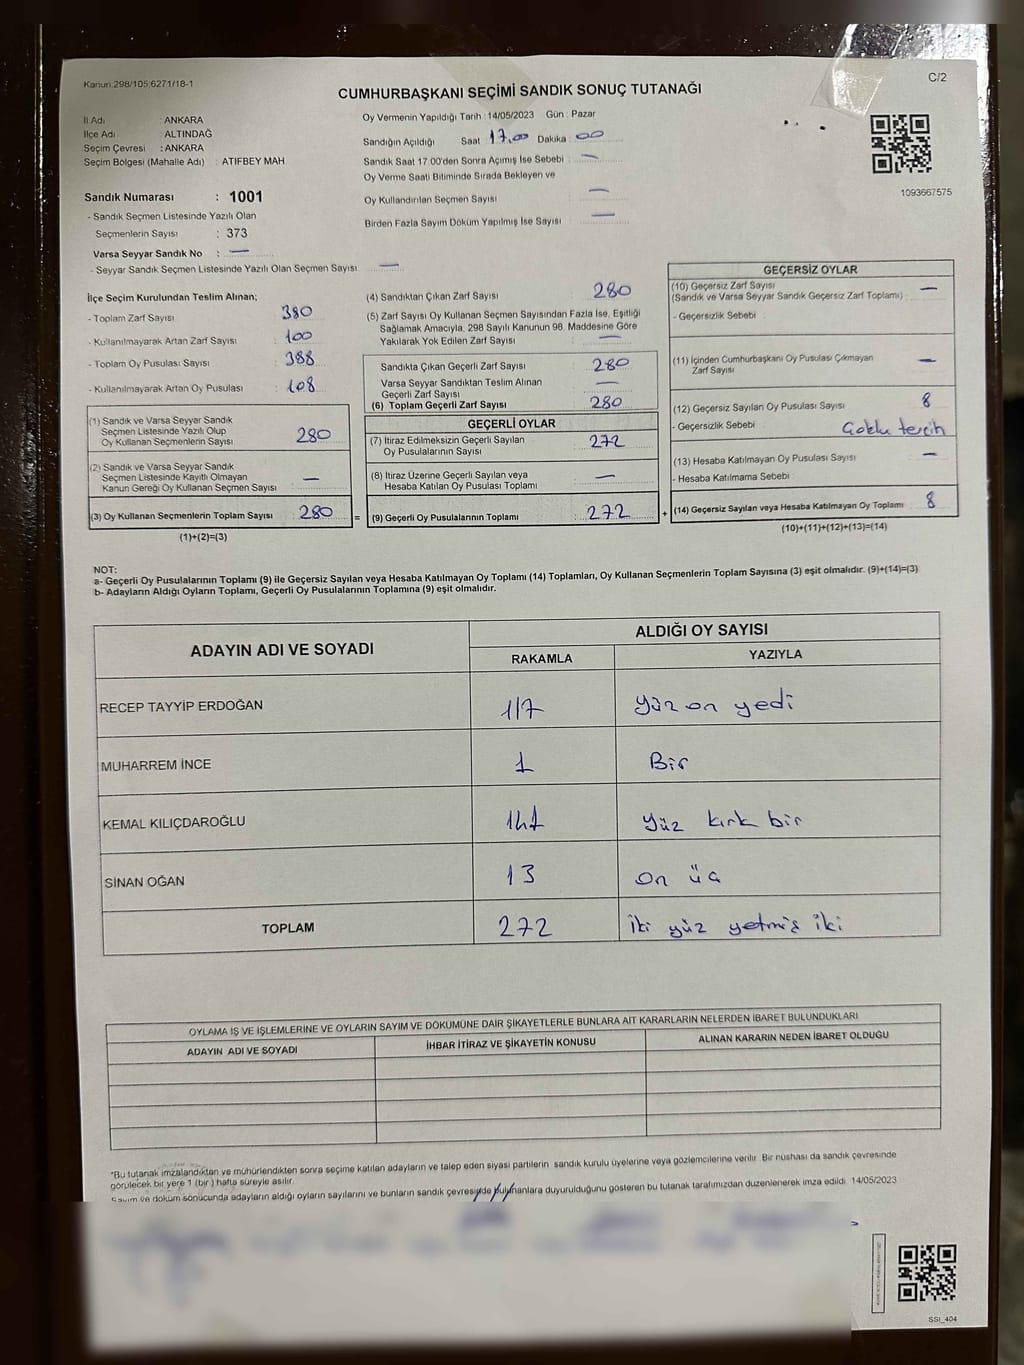 Kanun.298/105,6271/18-1
C/2
CUMHURBAŞKANI SEÇİMİ SANDIK SONUÇ TUTANAĞI
İl Adı : ANKARA
İlçe Adı : ALTINDAĞ
Seçim Çevresi : ANKARA
Seçim Bölgesi (Mahalle Adı) : ATIFBEY MAH
Sandık Numarası : 1001
- Sandık Seçmen Listesinde Yazılı Olan
Seçmenlerin Sayısı : 373
Varsa Seyyar Sandık No : —
- Seyyar Sandık Seçmen Listesinde Yazılı Olan Seçmen Sayısı —
Oy Vermenin Yapıldığı Tarih : 14/05/2023 Gün : Pazar
Sandığın Açıldığı Saat 17.00 Dakika : 00
Sandık Saat 17.00'den Sonra Açımış İse Sebebi : —
Oy Verme Saati Bitiminde Sırada Bekleyen ve
Oy Kullandırılan Seçmen Sayısı —
Birden Fazla Sayım Döküm Yapılmış İse Sayısı —
1093667575
İlçe Seçim Kurulundan Teslim Alınan;
- Toplam Zarf Sayısı : 380
- Kullanılmayarak Artan Zarf Sayısı : 100
- Toplam Oy Pusulası Sayısı : 388
- Kullanılmayarak Artan Oy Pusulası : 108
(1) Sandık ve Varsa Seyyar Sandık
Seçmen Listesinde Yazılı Olup
Oy Kullanan Seçmenlerin Sayısı 280
(2) Sandık ve Varsa Seyyar Sandık
Seçmen Listesinde Kayıtlı Olmayan
Kanun Gereği Oy Kullanan Seçmen Sayısı —
(3) Oy Kullanan Seçmenlerin Toplam Sayısı : 280
(1)+(2)=(3)
=
(4) Sandıktan Çıkan Zarf Sayısı 280
(5) Zarf Sayısı Oy Kullanan Seçmen Sayısından Fazla İse, Eşitliği
Sağlamak Amacıyla, 298 Sayılı Kanunun 98. Maddesine Göre
Yakılarak Yok Edilen Zarf Sayısı —
Sandıkta Çıkan Geçerli Zarf Sayısı : 280
Varsa Seyyar Sandıktan Teslim Alınan
Geçerli Zarf Sayısı —
(6) Toplam Geçerli Zarf Sayısı 280
GEÇERLİ OYLAR
(7) İtiraz Edilmeksizin Geçerli Sayılan
Oy Pusulalarının Sayısı : 272
(8) İtiraz Üzerine Geçerli Sayılan veya
Hesaba Katılan Oy Pusulası Toplamı —
(9) Geçerli Oy Pusulalarının Toplamı : 272
+
GEÇERSİZ OYLAR
(10) Geçersiz Zarf Sayısı
(Sandık ve Varsa Seyyar Sandık Geçersiz Zarf Toplamı) : —
- Geçersizlik Sebebi :
(11) İçinden Cumhurbaşkanı Oy Pusulası Çıkmayan
Zarf Sayısı —
(12) Geçersiz Sayılan Oy Pusulası Sayısı 8
- Geçersizlik Sebebi : Çoklu tercih
(13) Hesaba Katılmayan Oy Pusulası Sayısı —
- Hesaba Katılmama Sebebi :
(14) Geçersiz Sayılan veya Hesaba Katılmayan Oy Toplamı 8
(10)+(11)+(12)+(13)=(14)
NOT:
a- Geçerli Oy Pusulalarının Toplamı (9) ile Geçersiz Sayılan veya Hesaba Katılmayan Oy Toplamı (14) Toplamları, Oy Kullanan Seçmenlerin Toplam Sayısına (3) eşit olmalıdır. (9)+(14)=(3)
b- Adayların Aldığı Oyların Toplamı, Geçerli Oy Pusulalarının Toplamına (9) eşit olmalıdır.
ADAYIN ADI VE SOYADI
ALDIĞI OY SAYISI
RAKAMLA YAZIYLA
RECEP TAYYİP ERDOĞAN 117 yüz on yedi
MUHARREM İNCE 1 Bir
KEMAL KILIÇDAROĞLU 141 yüz kırk bir
SİNAN OĞAN 13 on üç
TOPLAM 272 iki yüz yetmiş iki
OYLAMA İŞ VE İŞLEMLERİNE VE OYLARIN SAYIM VE DÖKÜMÜNE DAİR ŞİKAYETLERLE BUNLARA AİT KARARLARIN NELERDEN İBARET BULUNDUKLARI
ADAYIN ADI VE SOYADI İHBAR İTİRAZ VE ŞİKAYETİN KONUSU ALINAN KARARIN NEDEN İBARET OLDUĞU
*Bu tutanak imzalandıktan ve mühürlendikten sonra seçime katılan adayların ve talep eden siyasi partilerin sandık kurulu üyelerine veya gözlemcilerine verilir. Bir nüshası da sandık çevresinde
görülecek bir yere 1 (bir) hafta süreyle asılır.
Sayım ve döküm sonucunda adayların aldığı oyların sayılarını ve bunların sandık çevresinde bulunanlara duyurulduğunu gösteren bu tutanak tarafımızdan düzenlenerek imza edildi. 14/05/2023
SSI_404